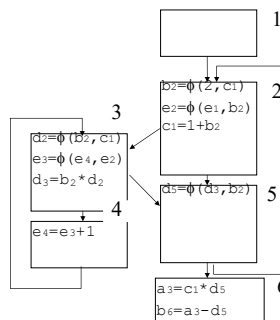 1
b2=ϕ(2,c1)
e2=ϕ(e1,b2)
c1=1+b2
2
3
d2=ϕ(b2,c1)
e3=ϕ(e4,e2)
d3=b2*d2
4
e4=e3+1
d5=ϕ(d3,b2)
5
a3=c1*d5
b6=a3-d5